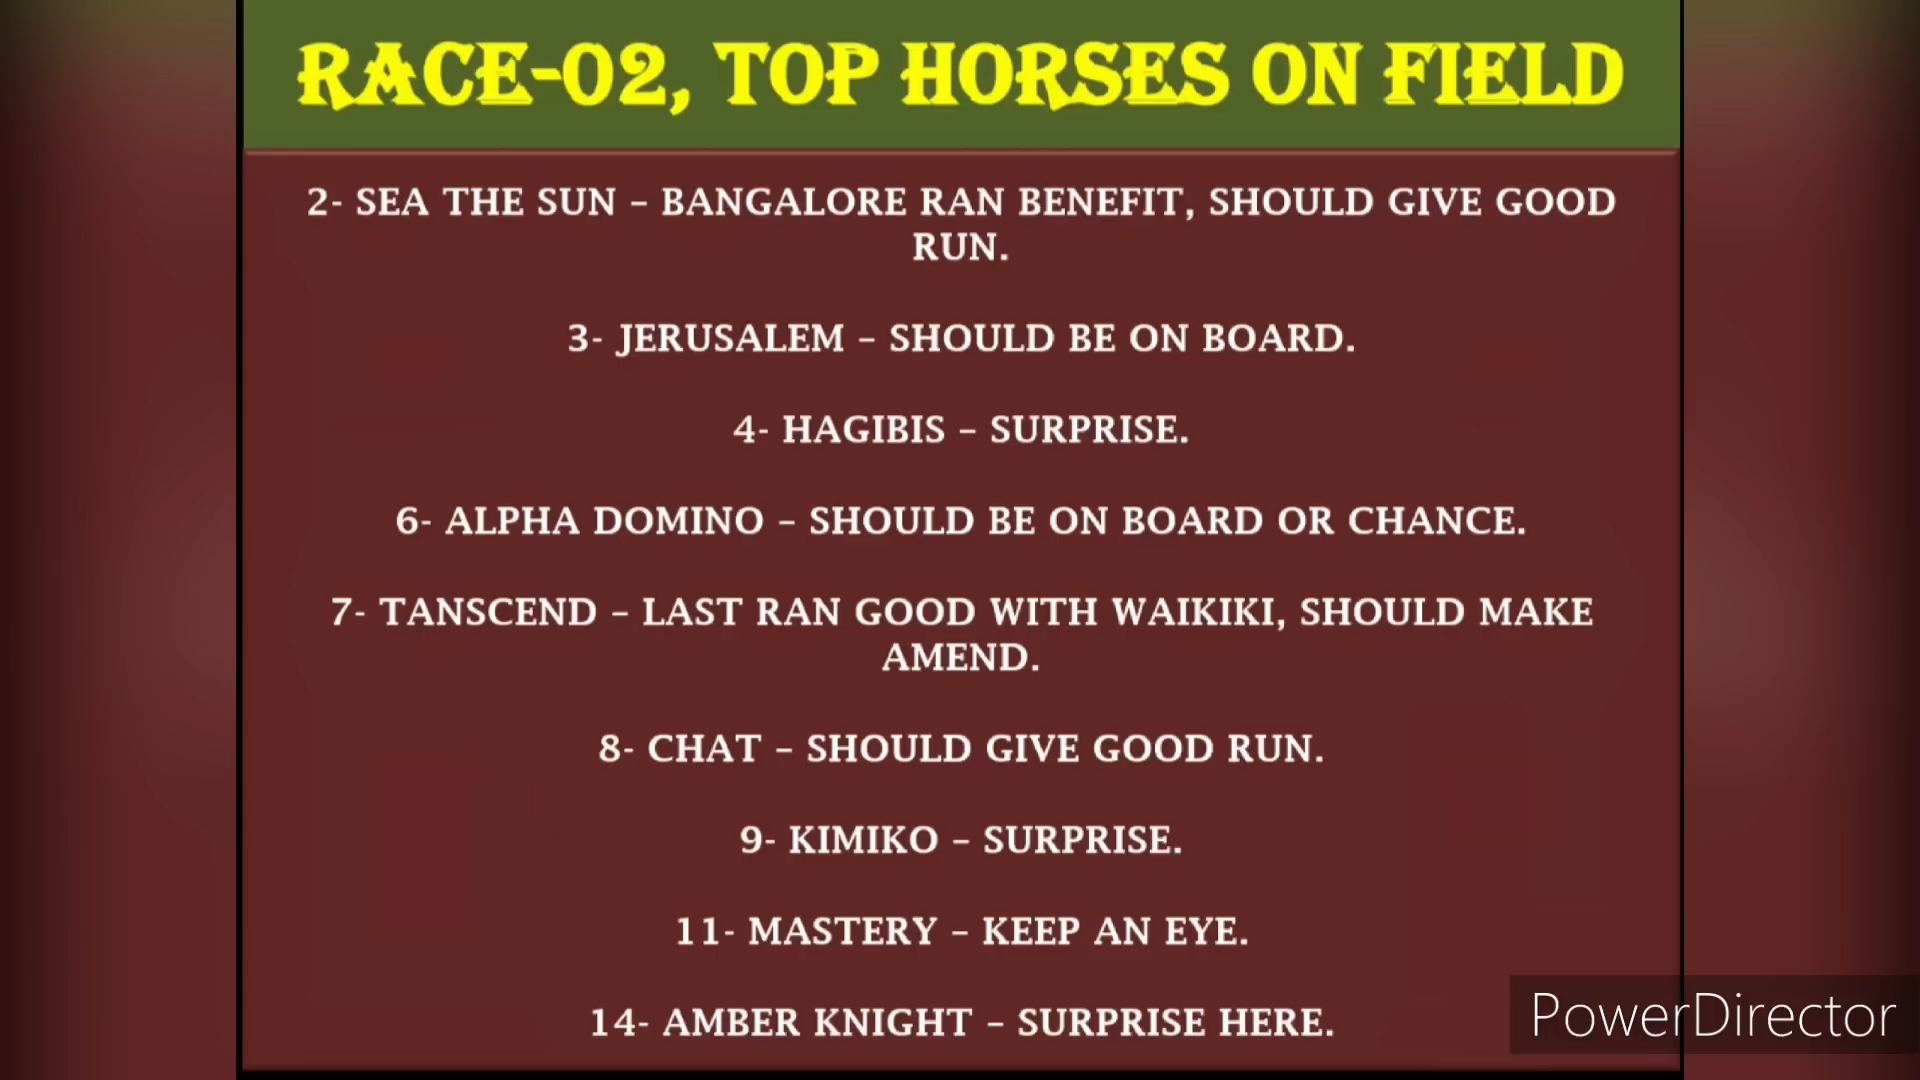 RACE-02, TOP HORSES ON FIELD
2- SEA THE SUN – BANGALORE RAN BENEFIT, SHOULD GIVE GOOD
RUN.
3- JERUSALEM – SHOULD BE ON BOARD.
4- HAGIBIS – SURPRISE.
6- ALPHA DOMINO – SHOULD BE ON BOARD OR CHANCE.
7- TANSCEND – LAST RAN GOOD WITH WAIKIKI, SHOULD MAKE
AMEND.
8- CHAT – SHOULD GIVE GOOD RUN.
9- KIMIKO – SURPRISE.
11- MASTERY – KEEP AN EYE.
14- AMBER KNIGHT – SURPRISE HERE.
PowerDirector